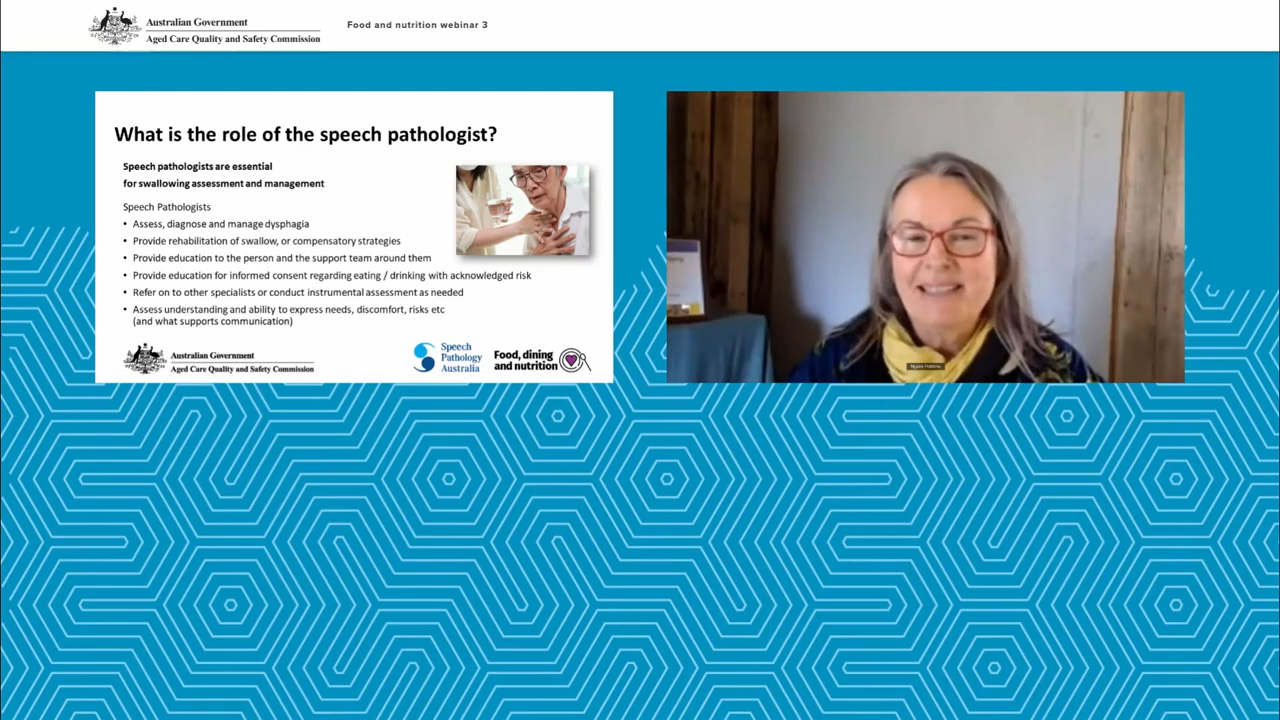 Australian Government
Aged Care Quality and Safety Commission
Food and nutrition webinar 3
What is the role of the speech pathologist?
Speech pathologists are essential
for swallowing assessment and management
Speech Pathologists
• Assess, diagnose and manage dysphagia
• Provide rehabilitation of swallow, or compensatory strategies
• Provide education to the person and the support team around them
• Provide education for informed consent regarding eating / drinking with acknowledged risk
• Refer on to other specialists or conduct instrumental assessment as needed
• Assess understanding and ability to express needs, discomfort, risks etc
(and what supports communication)
Australian Government
Aged Care Quality and Safety Commission
Speech
Pathology
Australia
Food, dining
and nutrition